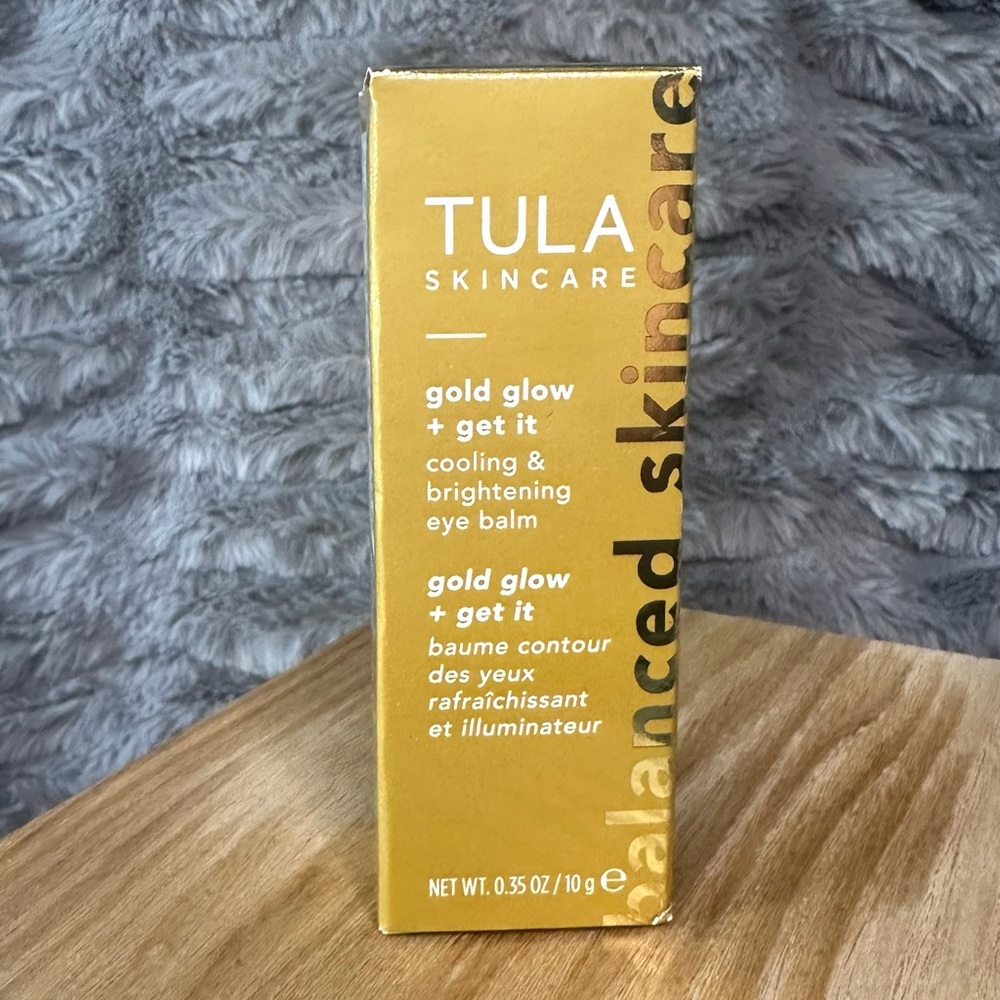 TULA
SKINCARE
gold glow
+ get it
cooling &
brightening
eye balm
gold glow
+ get it
baume contour
des yeux
rafraîchissant
et illuminateur
NET WT. 0.35 OZ / 10 g ℮
balanced skincare